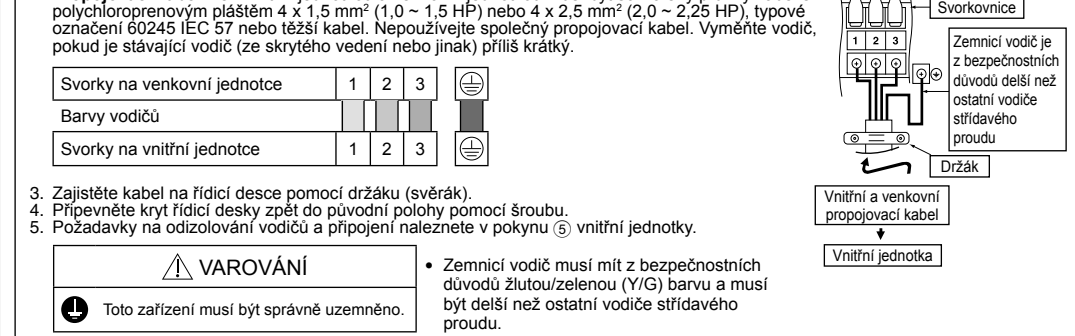 polychloroprenovým pláštěm 4 x 1,5 mm² (1,0 ~ 1,5 HP) nebo 4 x 2,5 mm² (2,0 ~ 2,25 HP), typové
označení 60245 IEC 57 nebo těžší kabel. Nepoužívejte společný propojovací kabel. Vyměňte vodič,
pokud je stávající vodič (ze skrytého vedení nebo jinak) příliš krátký.
Svorky na venkovní jednotce 1 2 3
Barvy vodičů
Svorky na vnitřní jednotce 1 2 3
3. Zajistěte kabel na řídicí desce pomocí držáku (svěrák).
4. Připevněte kryt řídicí desky zpět do původní polohy pomocí šroubu.
5. Požadavky na odizolování vodičů a připojení naleznete v pokynu ⑤ vnitřní jednotky.
VAROVÁNÍ
Toto zařízení musí být správně uzemněno.
• Zemnicí vodič musí mít z bezpečnostních
důvodů žlutou/zelenou (Y/G) barvu a musí
být delší než ostatní vodiče střídavého
proudu.
Svorkovnice
1 2 3
Zemnicí vodič je
z bezpečnostních
důvodů delší než
ostatní vodiče
střídavého
proudu
Držák
Vnitřní a venkovní
propojovací kabel
Vnitřní jednotka